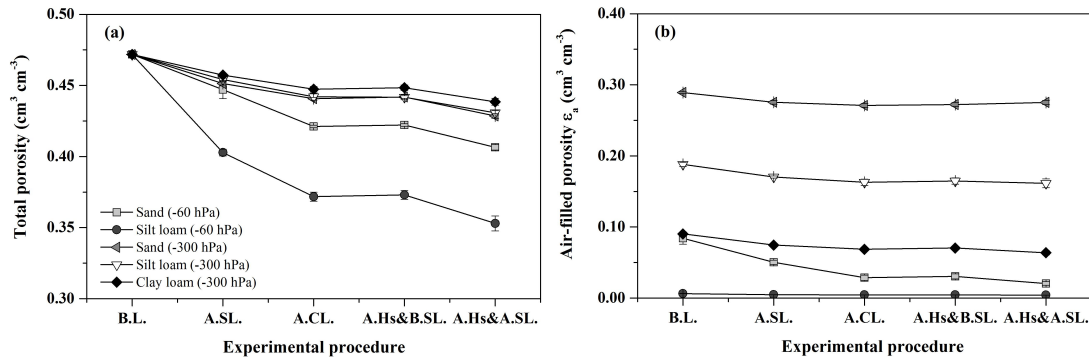 (a)
Total porosity (cm³ cm⁻³)
0.50
0.45
0.40
0.35
0.30
Sand (-60 hPa)
Silt loam (-60 hPa)
Sand (-300 hPa)
Silt loam (-300 hPa)
Clay loam (-300 hPa)
B.L. A.SL. A.CL. A.Hs&B.SL. A.Hs&A.SL.
Experimental procedure
(b)
Air-filled porosity εₐ (cm³ cm⁻³)
0.40
0.30
0.20
0.10
0.00
B.L. A.SL. A.CL. A.Hs&B.SL. A.Hs&A.SL.
Experimental procedure